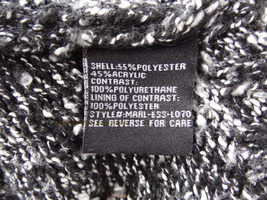 SHELL:55%POLYESTER
45%ACRYLIC
CONTRAST:
100%POLYURETHANE
LINING OF CONTRAST:
100%POLYESTER
STYLE#:MARL-ESS-L070
SEE REVERSE FOR CARE